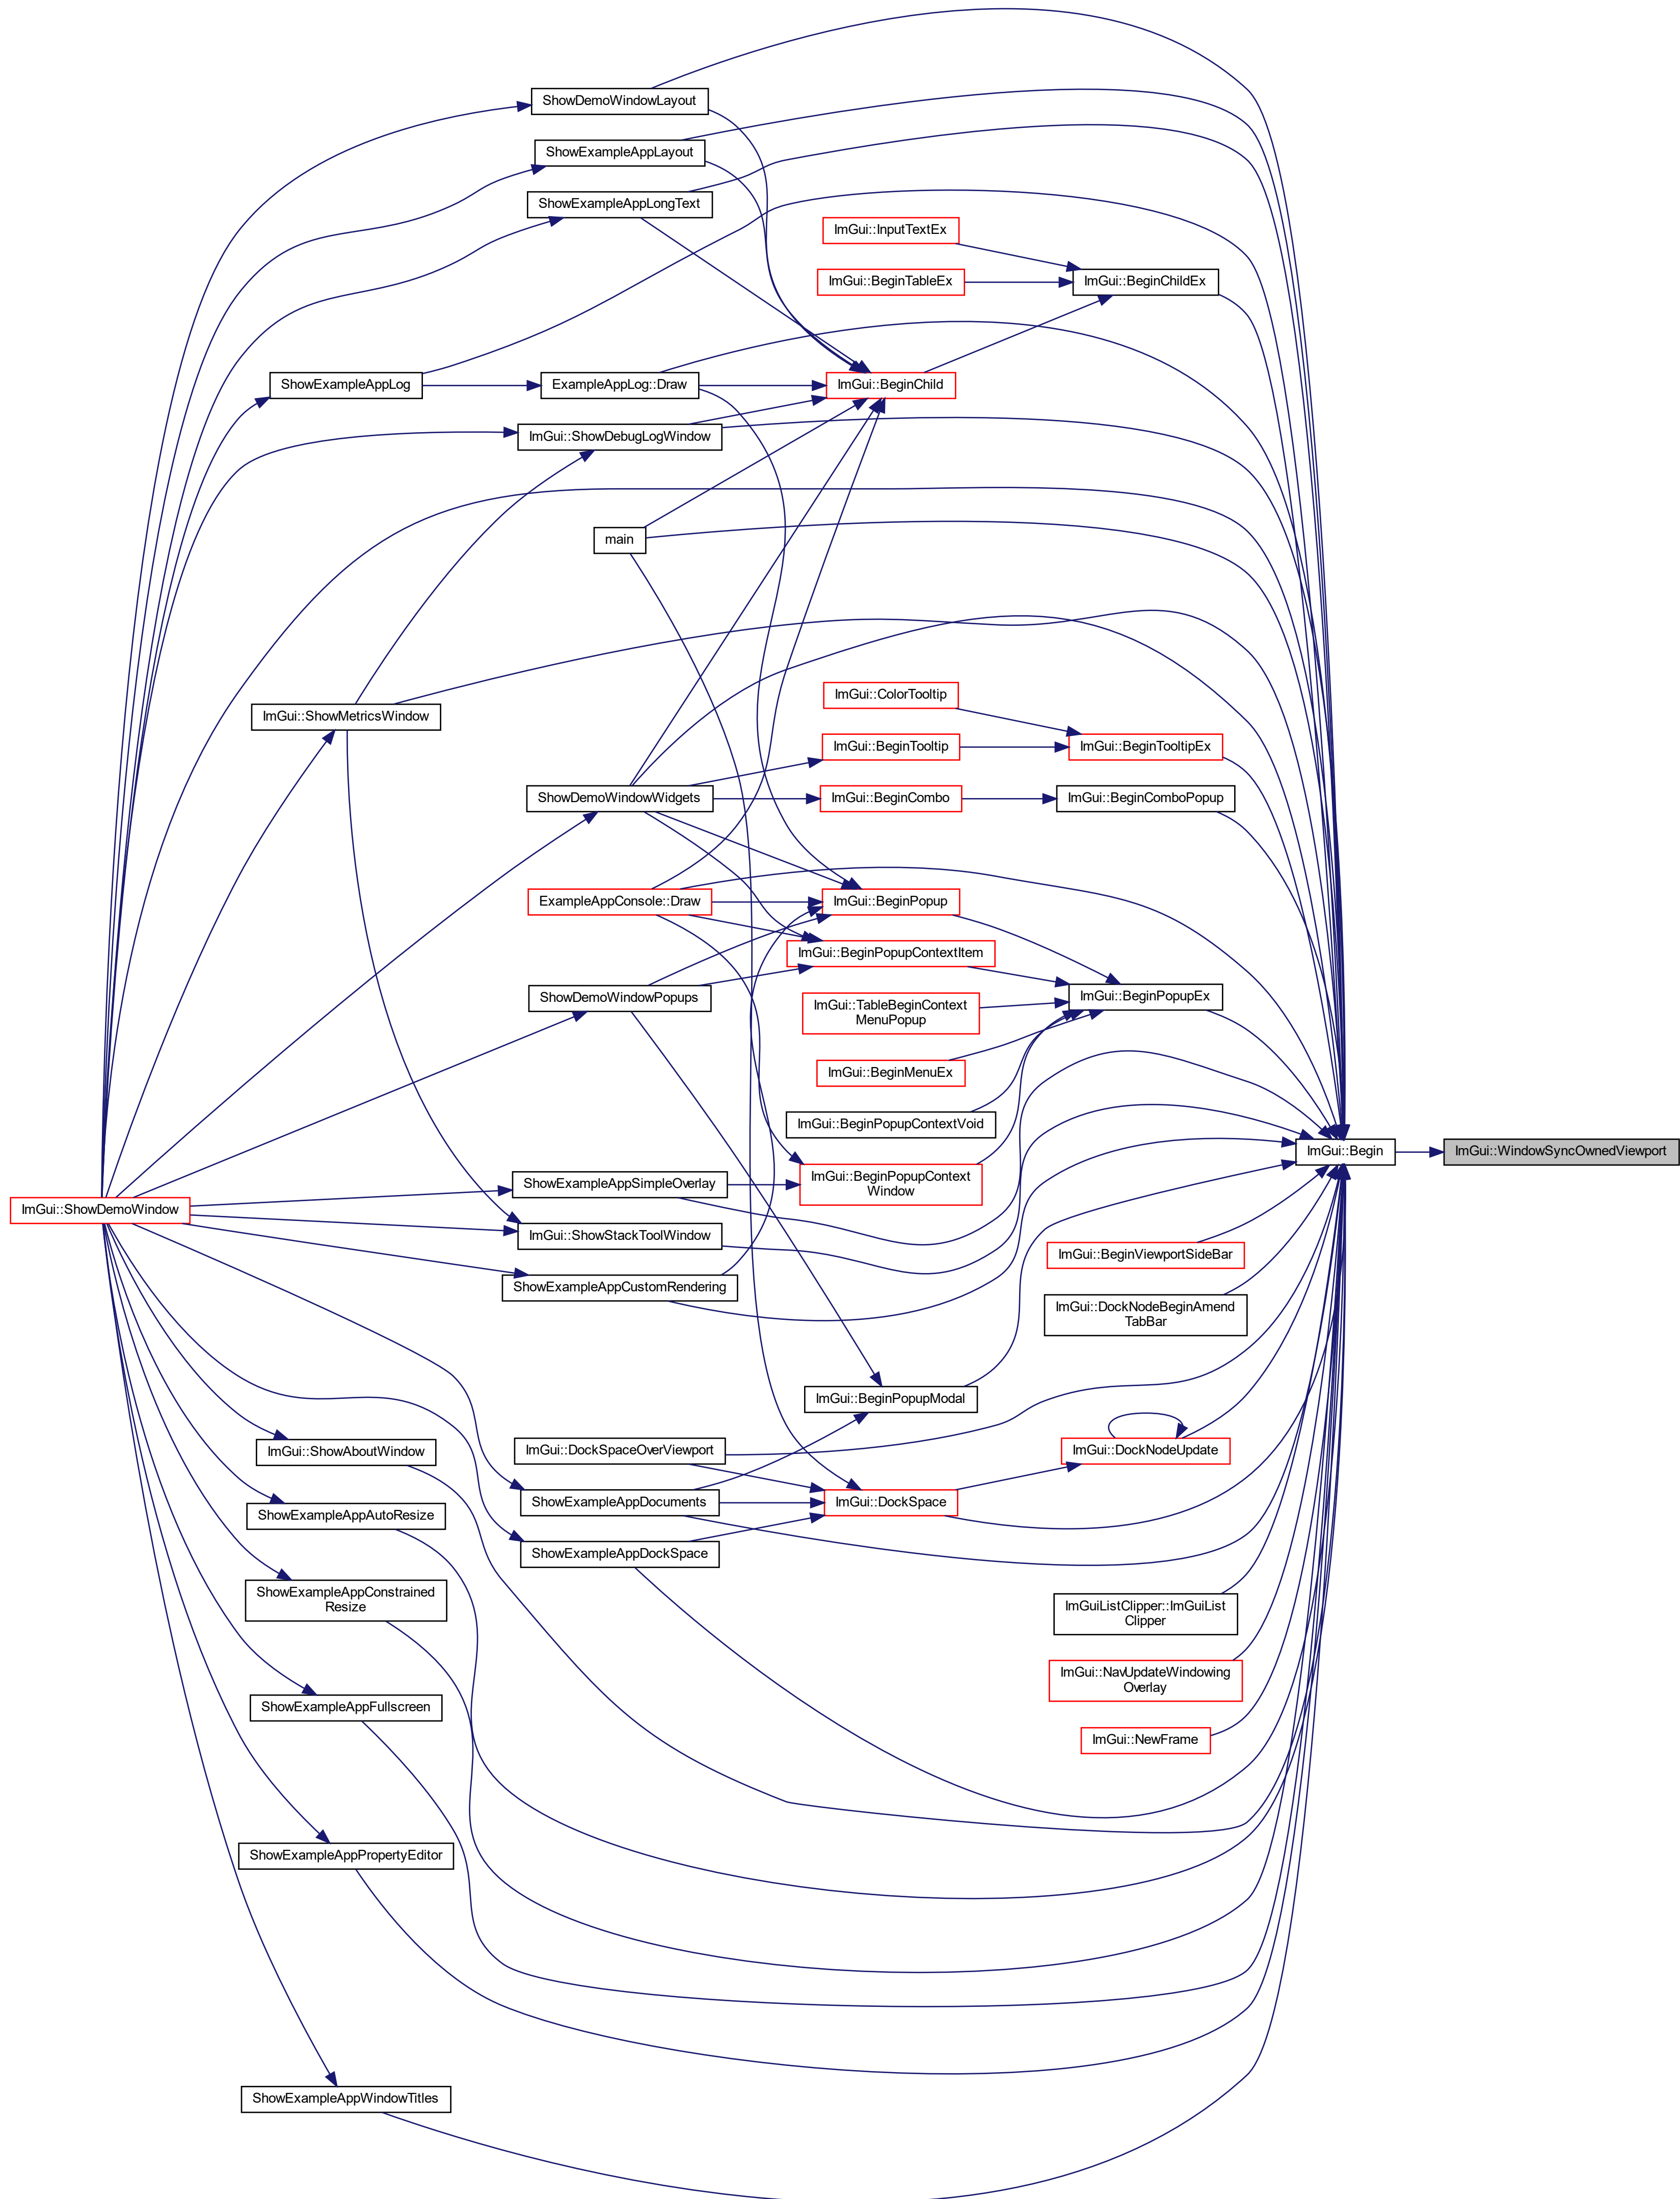 ShowDemoWindowLayout
ShowExampleAppLayout
ShowExampleAppLongText
ImGui::InputTextEx
ImGui::BeginTableEx
ImGui::BeginChildEx
ShowExampleAppLog
ExampleAppLog::Draw
ImGui::BeginChild
ImGui::ShowDebugLogWindow
main
ImGui::ShowMetricsWindow
ImGui::ColorTooltip
ImGui::BeginTooltip
ImGui::BeginTooltipEx
ShowDemoWindowWidgets
ImGui::BeginCombo
ImGui::BeginComboPopup
ExampleAppConsole::Draw
ImGui::BeginPopup
ImGui::BeginPopupContextItem
ShowDemoWindowPopups
ImGui::BeginPopupEx
ImGui::TableBeginContext
MenuPopup
ImGui::BeginMenuEx
ImGui::BeginPopupContextVoid
ImGui::Begin
ImGui::WindowSyncOwnedViewport
ShowExampleAppSimpleOverlay
ImGui::BeginPopupContext
Window
ImGui::ShowDemoWindow
ImGui::ShowStackToolWindow
ImGui::BeginViewportSideBar
ShowExampleAppCustomRendering
ImGui::DockNodeBeginAmend
TabBar
ImGui::BeginPopupModal
ImGui::ShowAboutWindow
ImGui::DockSpaceOverViewport
ImGui::DockNodeUpdate
ShowExampleAppAutoResize
ShowExampleAppDocuments
ImGui::DockSpace
ShowExampleAppDockSpace
ShowExampleAppConstrained
Resize
ImGuiListClipper::ImGuiList
Clipper
ImGui::NavUpdateWindowing
Overlay
ShowExampleAppFullscreen
ImGui::NewFrame
ShowExampleAppPropertyEditor
ShowExampleAppWindowTitles